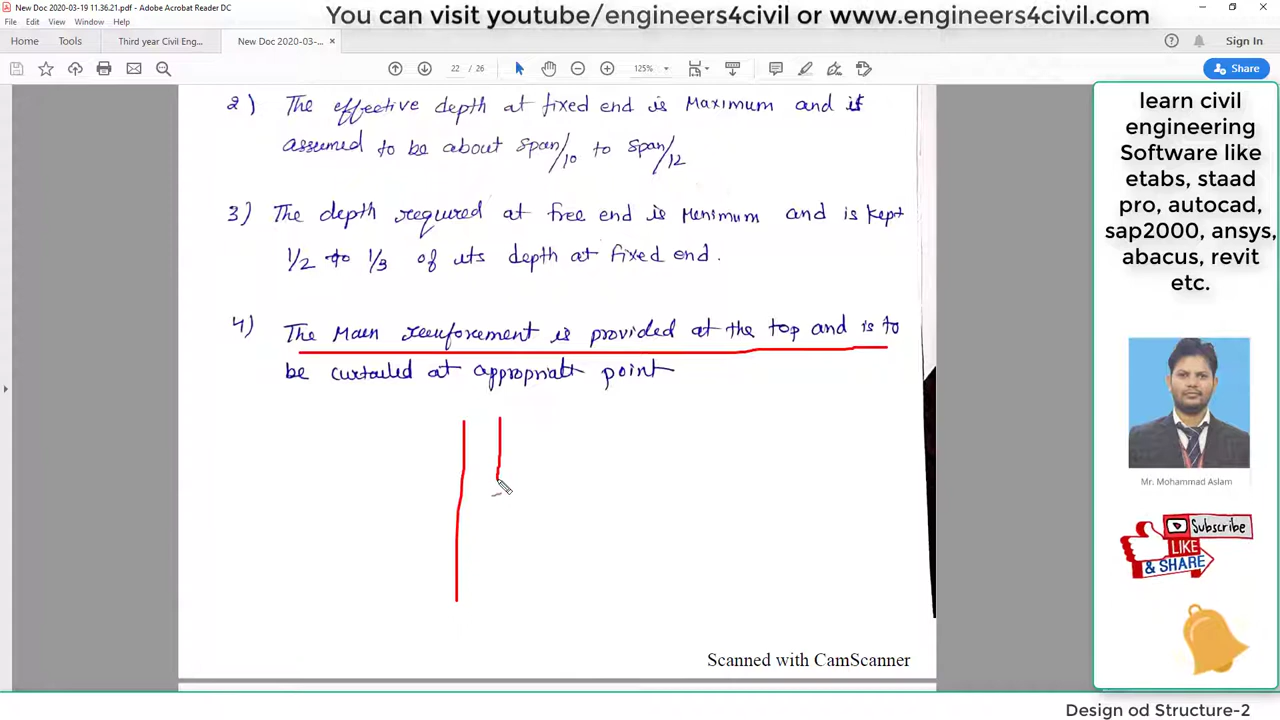 New Doc 2020-03-19 11.36.21.pdf - Adobe Acrobat Reader DC
You can visit youtube/engineers4civil or www.engineers4civil.com
File Edit View Window Help
Home Tools Third year Civil Eng... New Doc 2020-03-... × Sign In
22 / 26 125% Share
2) The effective depth at fixed end is Maximum and is
assumed to be about span/10 to span/12
3) The depth required at free end is Menimum and is kept
1/2 to 1/3 of uts depth at fixed end.
4) The Main reenforcement is provided at the top and is to
be curtailed at appropriate point
Scanned with CamScanner
learn civil
engineering
Software like
etabs, staad
pro, autocad,
sap2000, ansys,
abacus, revit
etc.
Mr. Mohammad Aslam
Subscribe
LIKE
& SHARE
Design od Structure-2